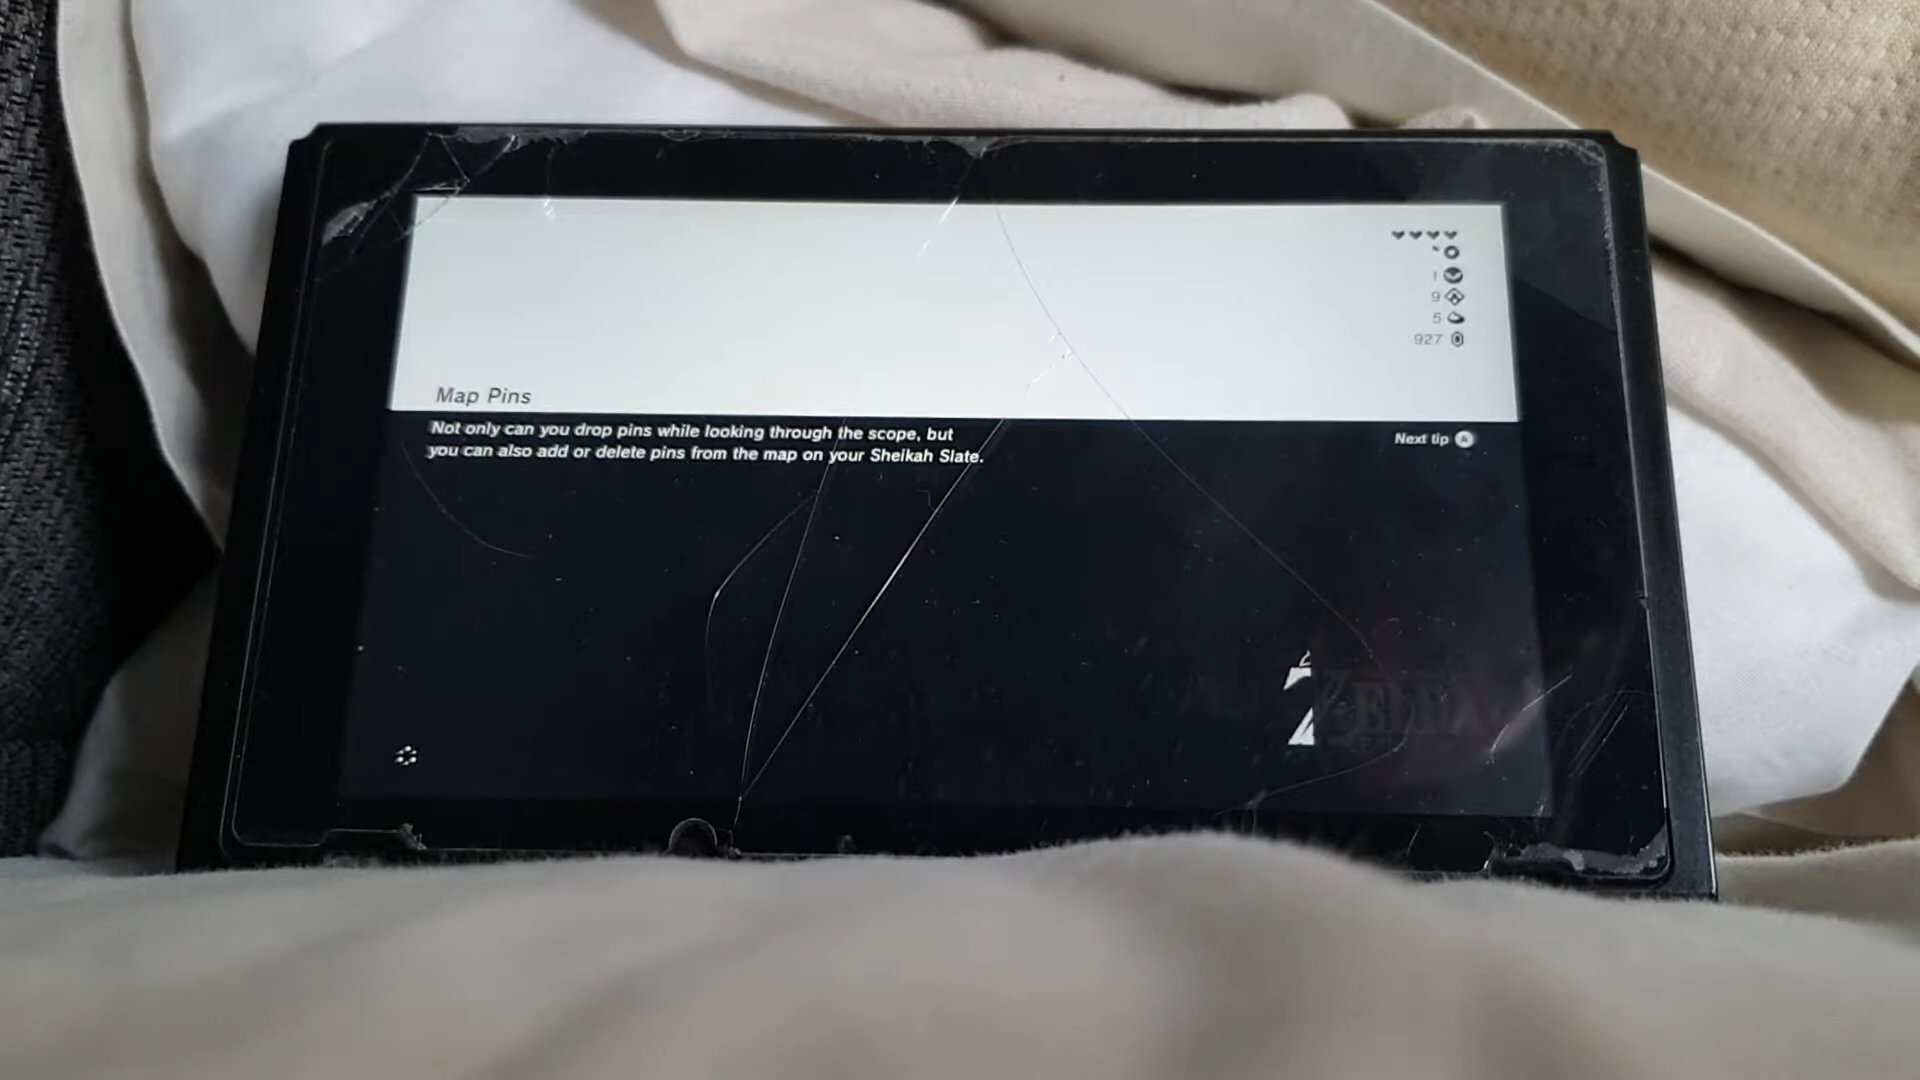 1
9
5
927
Map Pins
Not only can you drop pins while looking through the scope, but
you can also add or delete pins from the map on your Sheikah Slate.
Next tip A
ZELDA